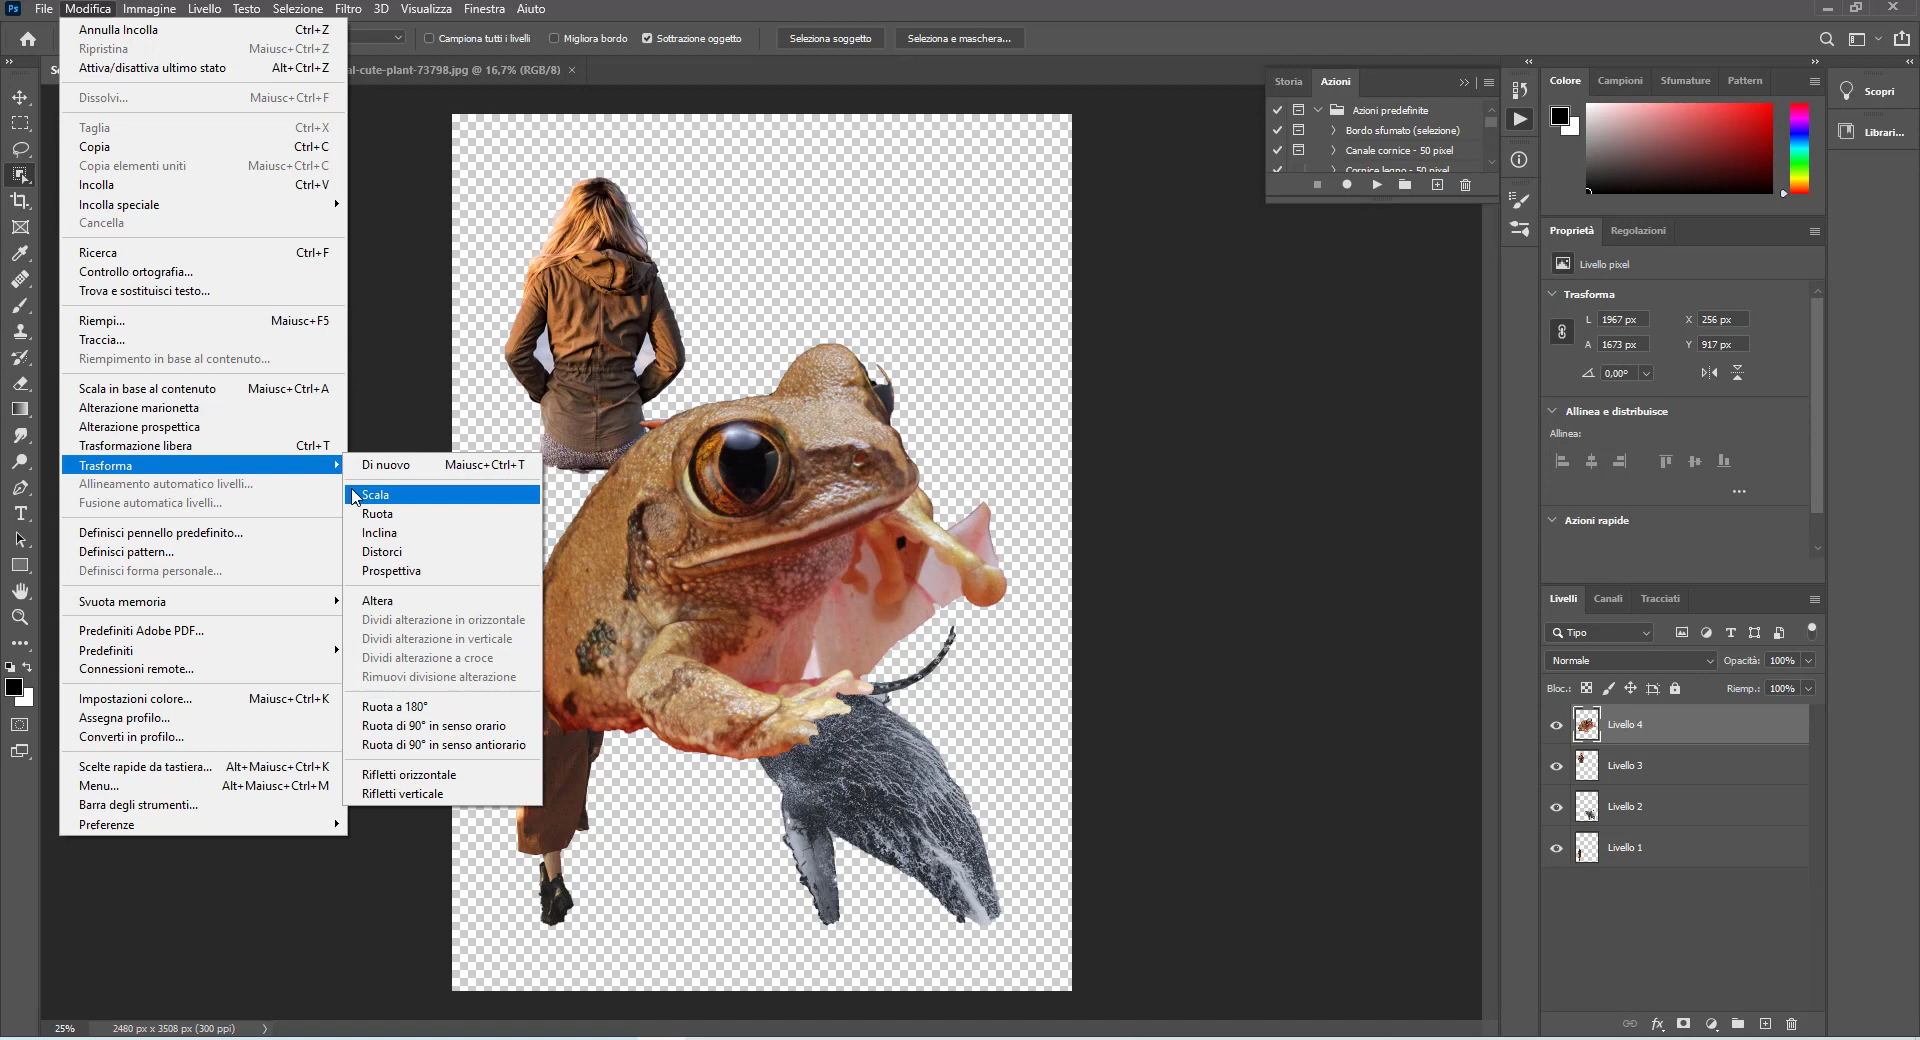 Ps File Modifica Immagine Livello Testo Selezione Filtro 3D Visualizza Finestra Aiuto
Campiona tutti i livelli Migliora bordo Sottrazione oggetto Seleziona soggetto Seleziona e maschera...
al-cute-plant-73798.jpg @ 16,7% (RGB/8) ×
Annulla Incolla Ctrl+Z
Ripristina Maiusc+Ctrl+Z
Attiva/disattiva ultimo stato Alt+Ctrl+Z
Dissolvi... Maiusc+Ctrl+F
Taglia Ctrl+X
Copia Ctrl+C
Copia elementi uniti Maiusc+Ctrl+C
Incolla Ctrl+V
Incolla speciale
Cancella
Ricerca Ctrl+F
Controllo ortografia...
Trova e sostituisci testo...
Riempi... Maiusc+F5
Traccia...
Riempimento in base al contenuto...
Scala in base al contenuto Maiusc+Ctrl+A
Alterazione marionetta
Alterazione prospettica
Trasformazione libera Ctrl+T
Trasforma
Allineamento automatico livelli...
Fusione automatica livelli...
Definisci pennello predefinito...
Definisci pattern...
Definisci forma personale...
Svuota memoria
Predefiniti Adobe PDF...
Predefiniti
Connessioni remote...
Impostazioni colore... Maiusc+Ctrl+K
Assegna profilo...
Converti in profilo...
Scelte rapide da tastiera... Alt+Maiusc+Ctrl+K
Menu... Alt+Maiusc+Ctrl+M
Barra degli strumenti...
Preferenze
Di nuovo Maiusc+Ctrl+T
Scala
Ruota
Inclina
Distorci
Prospettiva
Altera
Dividi alterazione in orizzontale
Dividi alterazione in verticale
Dividi alterazione a croce
Rimuovi divisione alterazione
Ruota a 180°
Ruota di 90° in senso orario
Ruota di 90° in senso antiorario
Rifletti orizzontale
Rifletti verticale
25% 2480 px x 3508 px (300 ppi)
Storia Azioni
Azioni predefinite
Bordo sfumato (selezione)
Canale cornice - 50 pixel
Cornice legno - 50 pixel
Colore Campioni Sfumature Pattern
Proprietà Regolazioni
Livello pixel
Trasforma
L 1967 px X 256 px
A 1673 px Y 917 px
0,00°
Allinea e distribuisce
Allinea:
Azioni rapide
Livelli Canali Tracciati
Tipo
Normale Opacità: 100%
Bloc.: Riemp.: 100%
Livello 4
Livello 3
Livello 2
Livello 1
fx
Scopri
Librari...